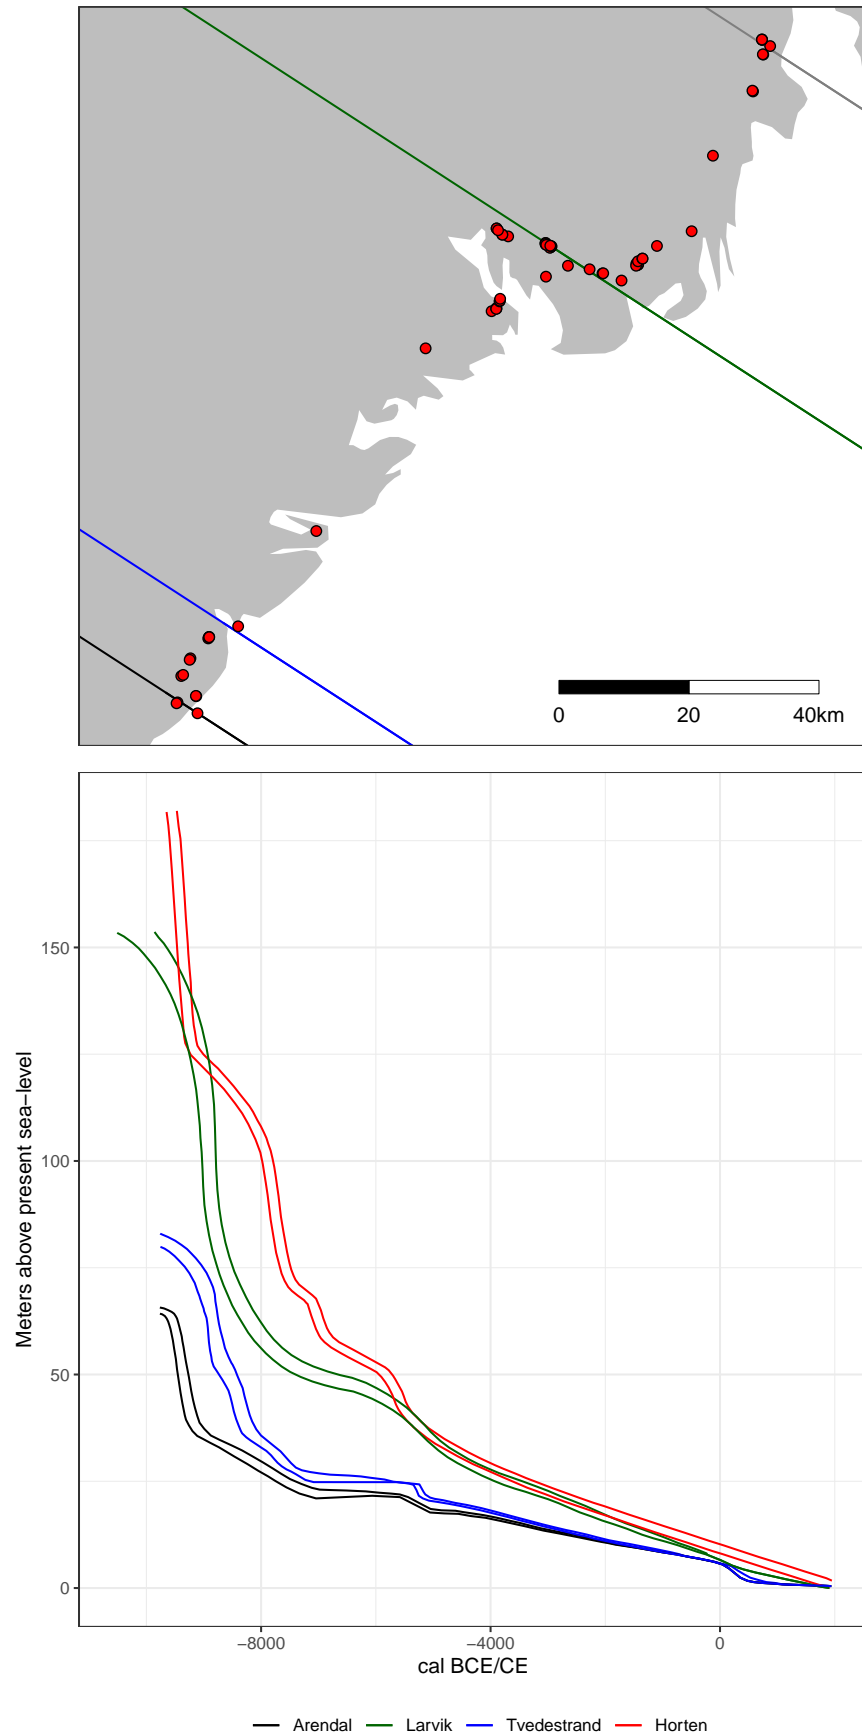 0 20 40km
Meters above present sea−level
150
100
50
0
−8000 −4000 0
cal BCE/CE
Arendal Larvik Tvedestrand Horten